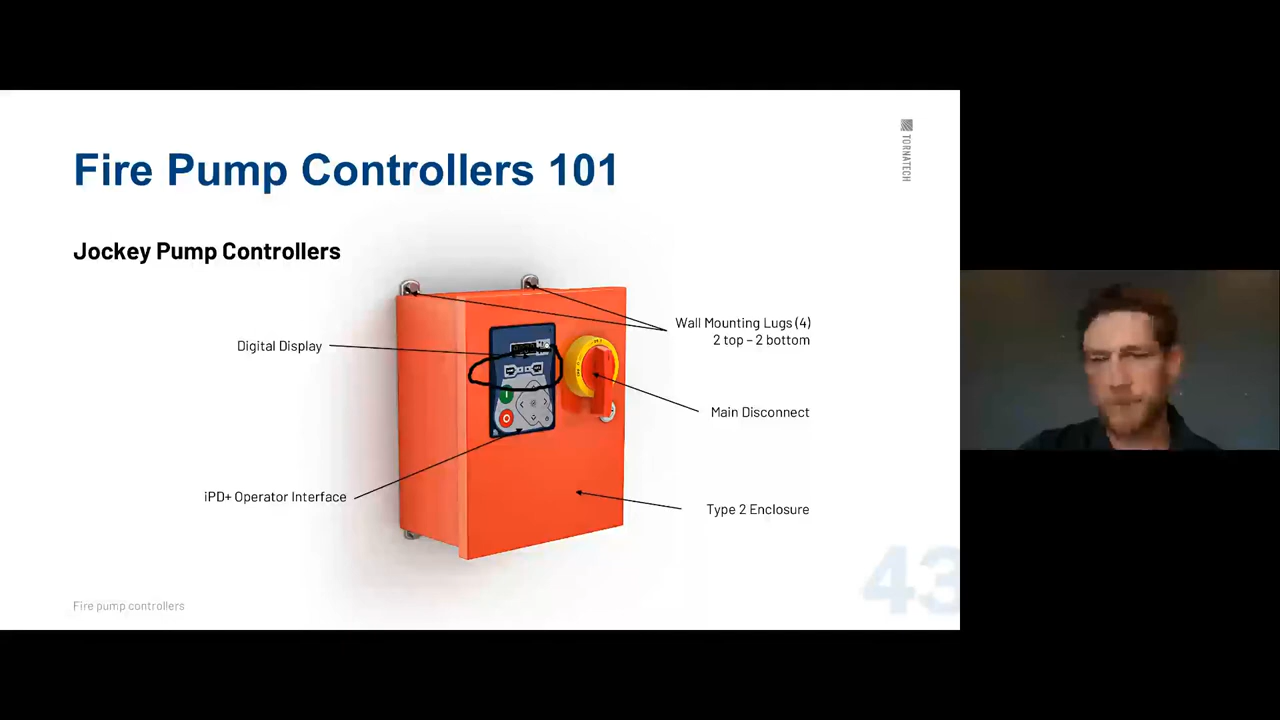 Fire Pump Controllers 101
TORNATECH
Jockey Pump Controllers
Wall Mounting Lugs (4)
2 top – 2 bottom
Digital Display
Main Disconnect
iPD+ Operator Interface
Type 2 Enclosure
43
Fire pump controllers